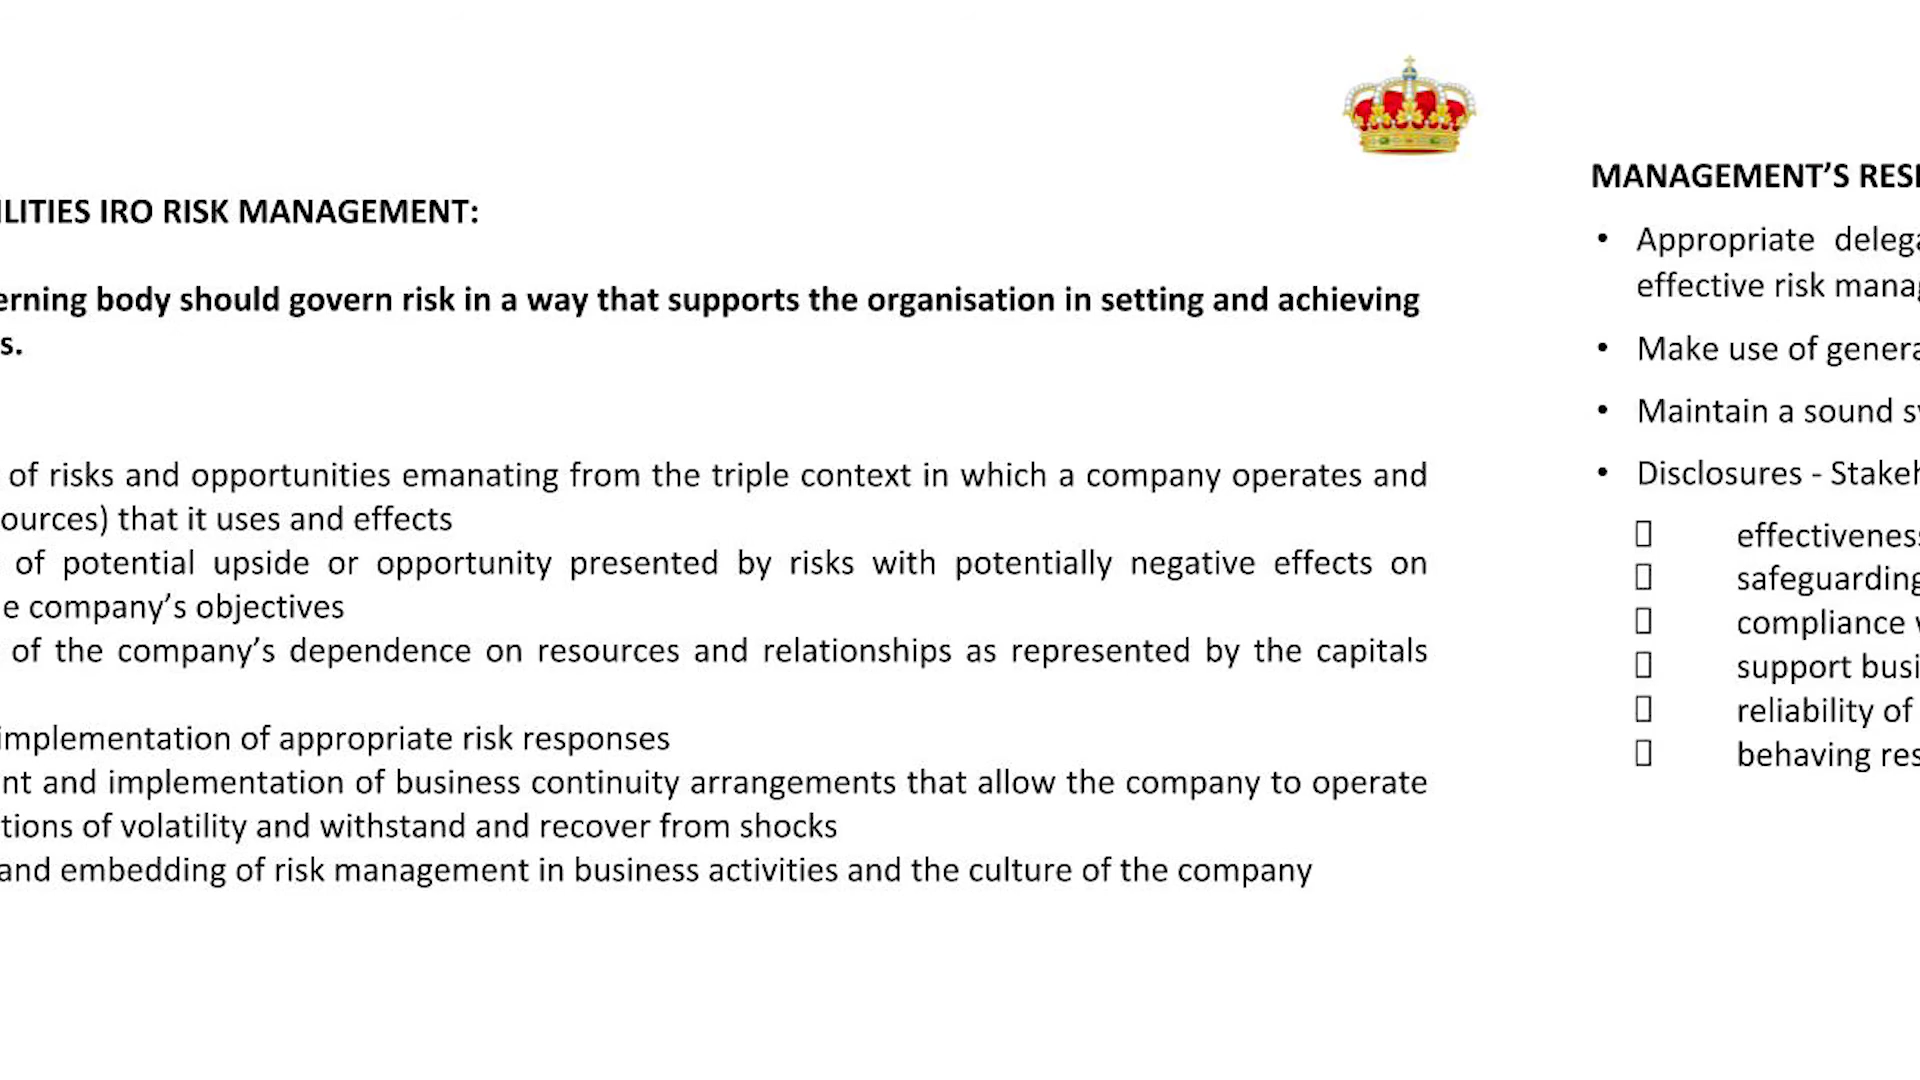 ILITIES IRO RISK MANAGEMENT:
erning body should govern risk in a way that supports the organisation in setting and achieving
s.
of risks and opportunities emanating from the triple context in which a company operates and
ources) that it uses and effects
of potential upside or opportunity presented by risks with potentially negative effects on
e company’s objectives
of the company’s dependence on resources and relationships as represented by the capitals
implementation of appropriate risk responses
nt and implementation of business continuity arrangements that allow the company to operate
tions of volatility and withstand and recover from shocks
and embedding of risk management in business activities and the culture of the company
MANAGEMENT’S RES
• Appropriate delega
effective risk manag
• Make use of genera
• Maintain a sound sy
• Disclosures - Stakeh
effectiveness
safeguarding
compliance w
support busi
reliability of
behaving res